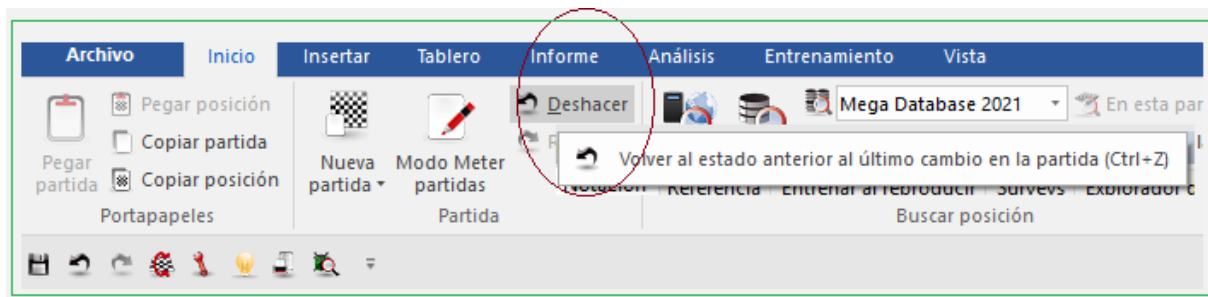 Archivo Inicio Insertar Tablero Informe Análisis Entrenamiento Vista
Pegar posición
Copiar partida
Copiar posición
Pegar
partida
Portapapeles
Nueva
partida
Modo Meter
partidas
Deshacer
Partida
Mega Database 2021
En esta par
Volver al estado anterior al último cambio en la partida (Ctrl+Z)
Notación Referencia Entrenar al reproducir Surveys Explorador
Buscar posición